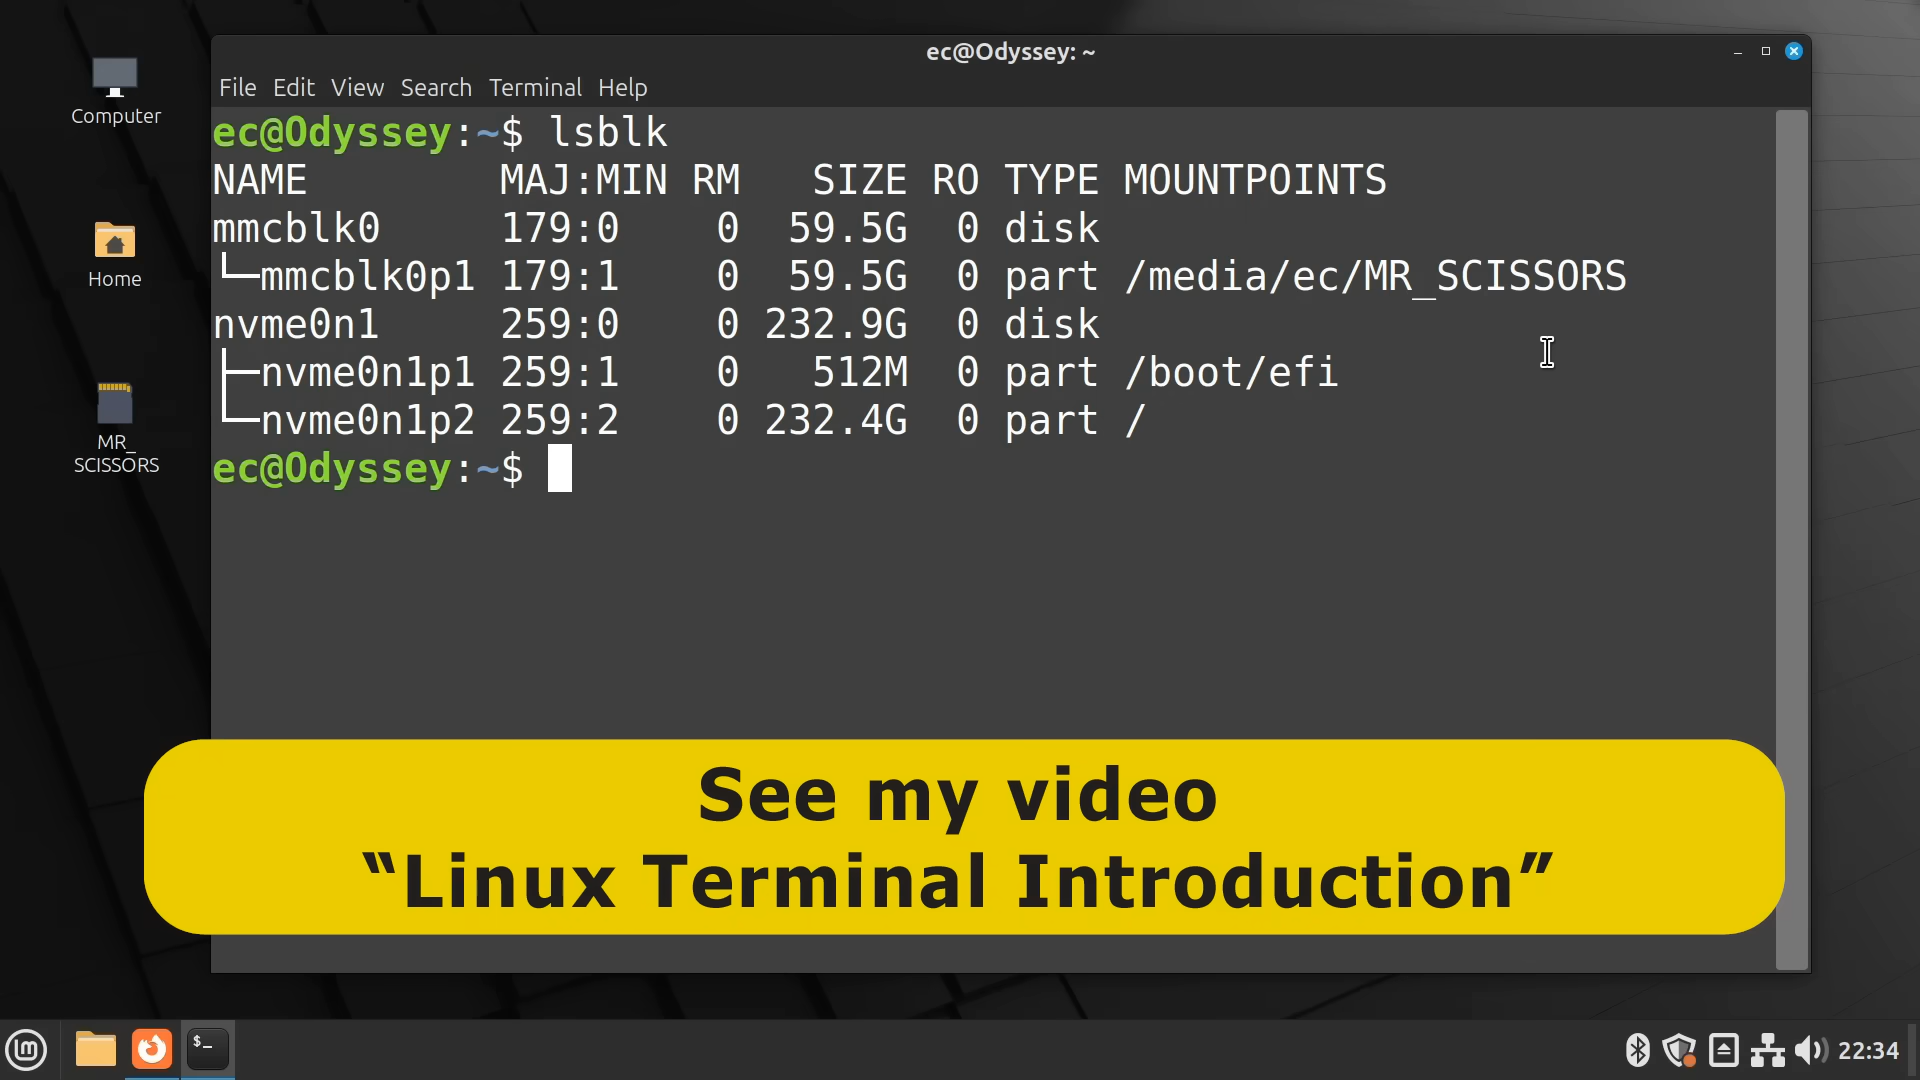 ec@Odyssey: ~
File Edit View Search Terminal Help
Computer
Home
MR_
SCISSORS
ec@Odyssey:~$ lsblk
NAME        MAJ:MIN RM   SIZE RO TYPE MOUNTPOINTS
mmcblk0     179:0    0  59.5G  0 disk
└─mmcblk0p1 179:1    0  59.5G  0 part /media/ec/MR_SCISSORS
nvme0n1     259:0    0 232.9G  0 disk
├─nvme0n1p1 259:1    0   512M  0 part /boot/efi
└─nvme0n1p2 259:2    0 232.4G  0 part /
ec@Odyssey:~$
See my video
“Linux Terminal Introduction”
$_
22:34